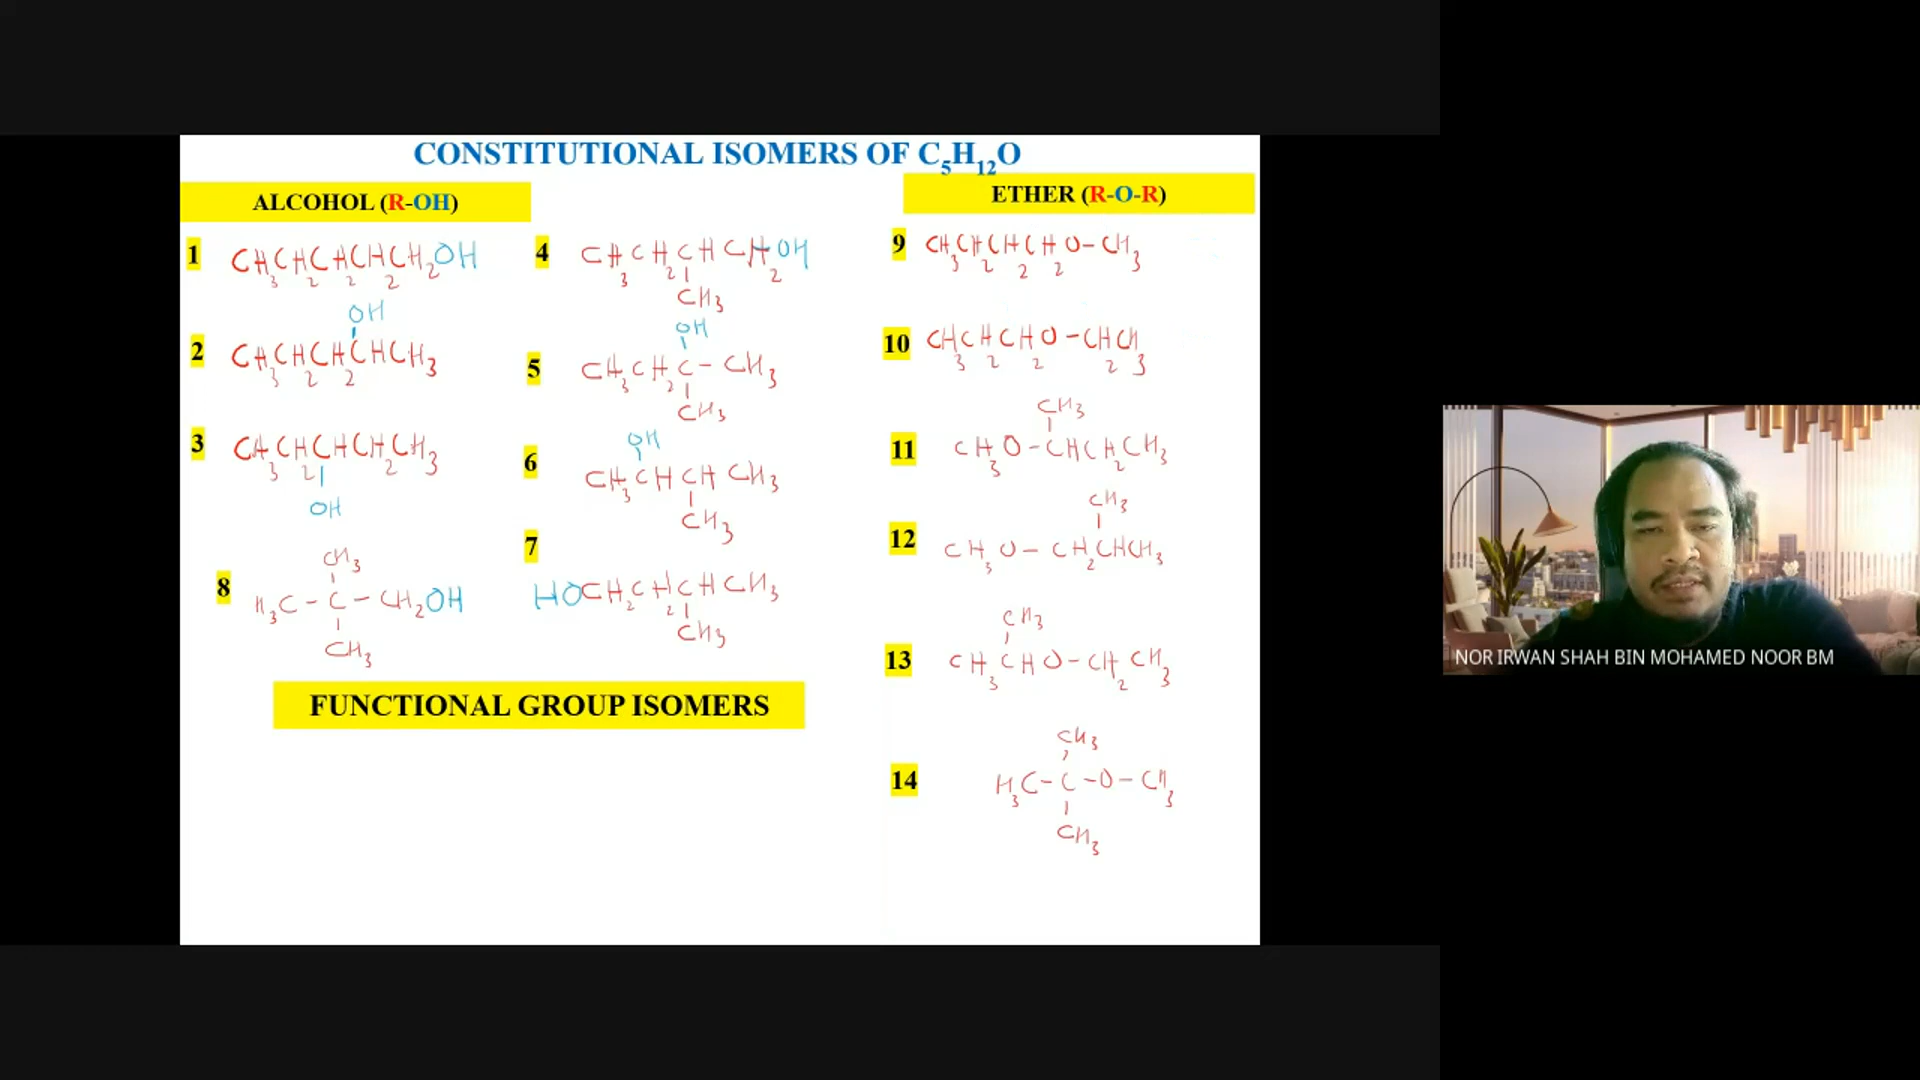 CONSTITUTIONAL ISOMERS OF C5H12O
ALCOHOL (R-OH)
1 CH3CH2CH2CH2CH2OH
2 CH3CH2CH2CHCH3
OH
3 CH3CH2CHCH2CH3
OH
8 H3C - C - CH2OH
CH3
CH3
4 CH3CH2CHCH2-OH
CH3
5 CH3CH2C - CH3
OH
CH3
6 CH3CHCHCH3
OH
CH3
7 HOCH2CH2CHCH3
CH3
FUNCTIONAL GROUP ISOMERS
ETHER (R-O-R)
9 CH3CH2CH2CH2O-CH3
10 CH3CH2CH2O-CH2CH3
11 CH3O-CHCH2CH3
CH3
12 CH3O-CH2CHCH3
CH3
13 CH3CHO-CH2CH3
CH3
14 H3C-C-O-CH3
CH3
CH3
NOR IRWAN SHAH BIN MOHAMED NOOR BM